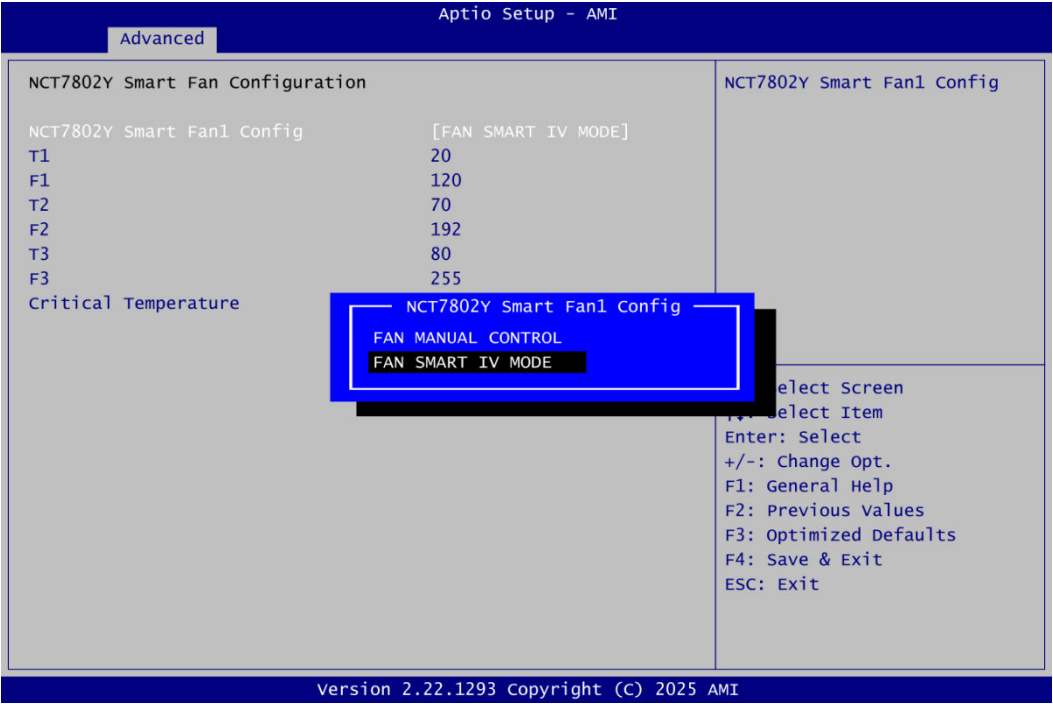 Aptio Setup - AMI
Advanced
NCT7802Y Smart Fan Configuration
NCT7802Y Smart Fan1 Config [FAN SMART IV MODE]
T1 20
F1 120
T2 70
F2 192
T3 80
F3 255
Critical Temperature
NCT7802Y Smart Fan1 Config
FAN MANUAL CONTROL
FAN SMART IV MODE
NCT7802Y Smart Fan1 Config
elect Screen
elect Item
Enter: Select
+/-: Change Opt.
F1: General Help
F2: Previous Values
F3: Optimized Defaults
F4: Save & Exit
ESC: Exit
Version 2.22.1293 Copyright (C) 2025 AMI